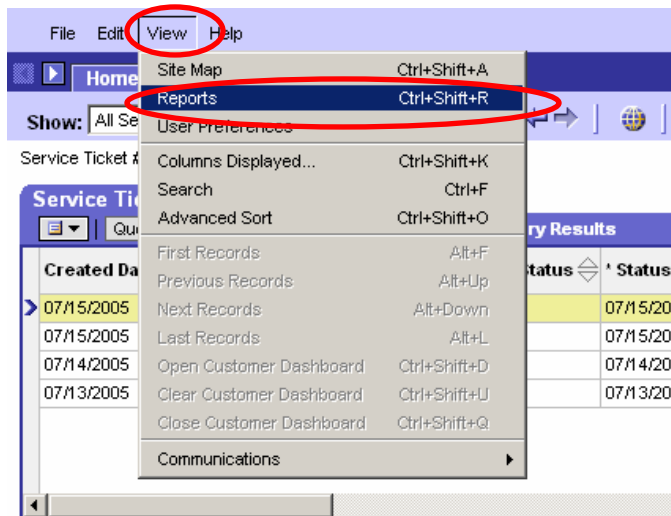 File Edit View Help
Home
Site Map Ctrl+Shift+A
Reports Ctrl+Shift+R
Show: All Se
User Preferences
Service Ticket #
Columns Displayed... Ctrl+Shift+K
Search Ctrl+F
Service Ti
Advanced Sort Ctrl+Shift+O
Qu ry Results
First Records Alt+F
Created Da tatus * Status
Previous Records Alt+Up
07/15/2005 Next Records Alt+Down 07/15/20
07/15/2005 Last Records Alt+L 07/15/20
07/14/2005 Open Customer Dashboard Ctrl+Shift+D 07/14/20
07/13/2005 Clear Customer Dashboard Ctrl+Shift+U 07/13/20
Close Customer Dashboard Ctrl+Shift+Q
Communications